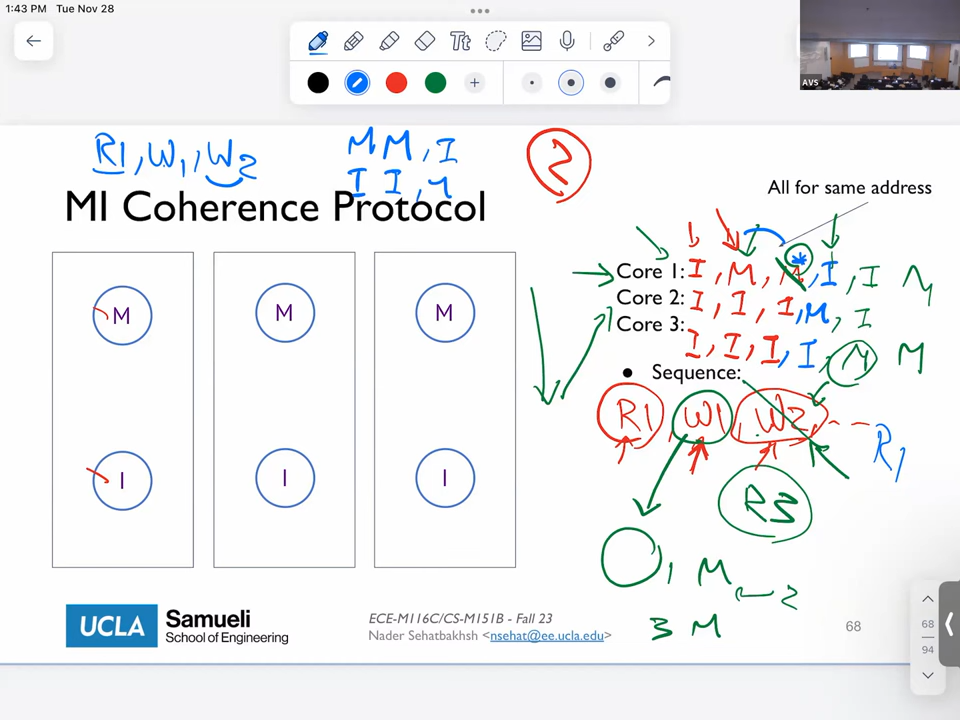 1:43 PM Tue Nov 28
Tt
AVS
R1, W1, W2
M M, I
I I, M
2
All for same address
MI Coherence Protocol
Core 1: I, M, M, I, I M
Core 2: I, I, I, M, I
Core 3: I, I, I, I, M M
• Sequence:
R1, W1, W2, - - R1
R3
1 M
2
3 M
M M M
I I I
UCLA Samueli
School of Engineering
ECE-M116C/CS-M151B - Fall 23
Nader Sehatbakhsh <nsehat@ee.ucla.edu>
68
68
94